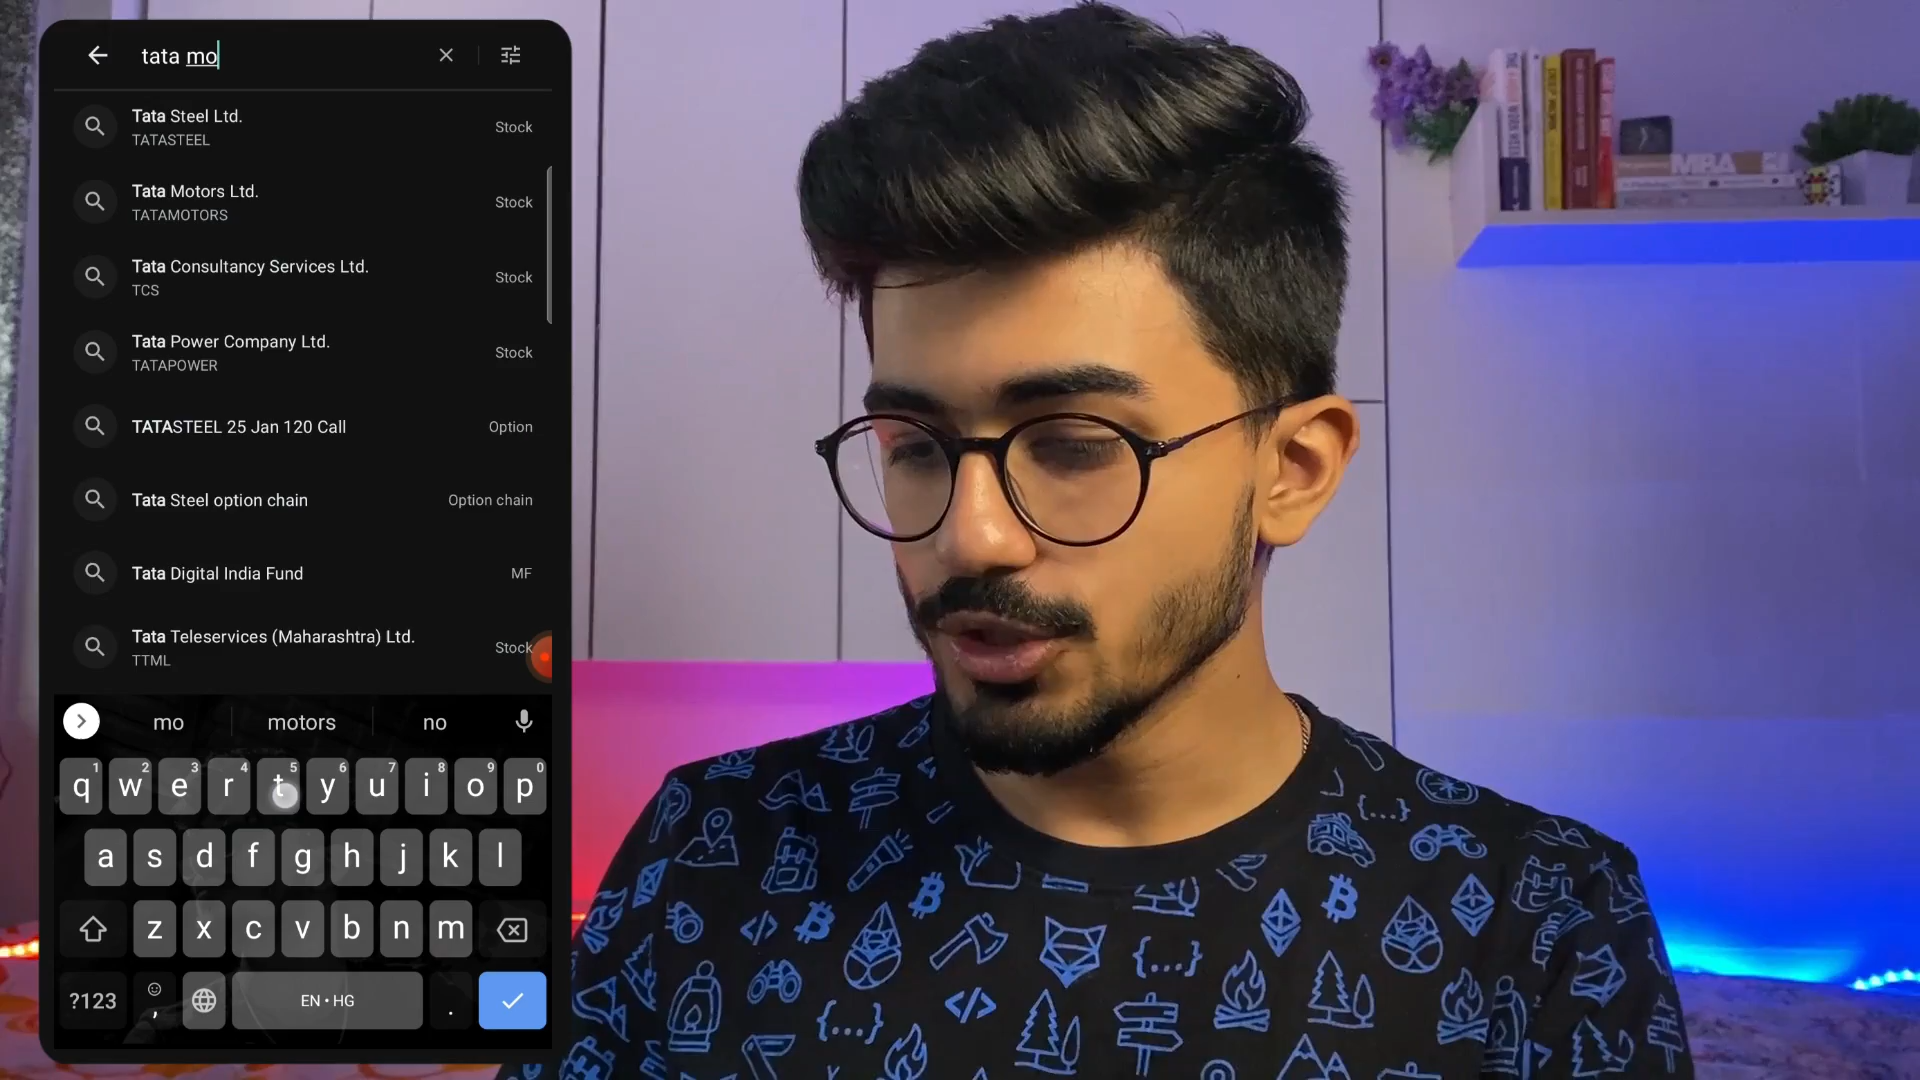 tata mo
Tata Steel Ltd.
TATASTEEL
Stock
Tata Motors Ltd.
TATAMOTORS
Stock
Tata Consultancy Services Ltd.
TCS
Stock
Tata Power Company Ltd.
TATAPOWER
Stock
TATASTEEL 25 Jan 120 Call
Option
Tata Steel option chain
Option chain
Tata Digital India Fund
MF
Tata Teleservices (Maharashtra) Ltd.
TTML
Stock
mo motors no
1 2 3 4 5 6 7 8 9 0
q w e r t y u i o p
a s d f g h j k l
z x c v b n m
?123 , EN • HG .
MBA
{...}
</> 
{...}
</>
{...}